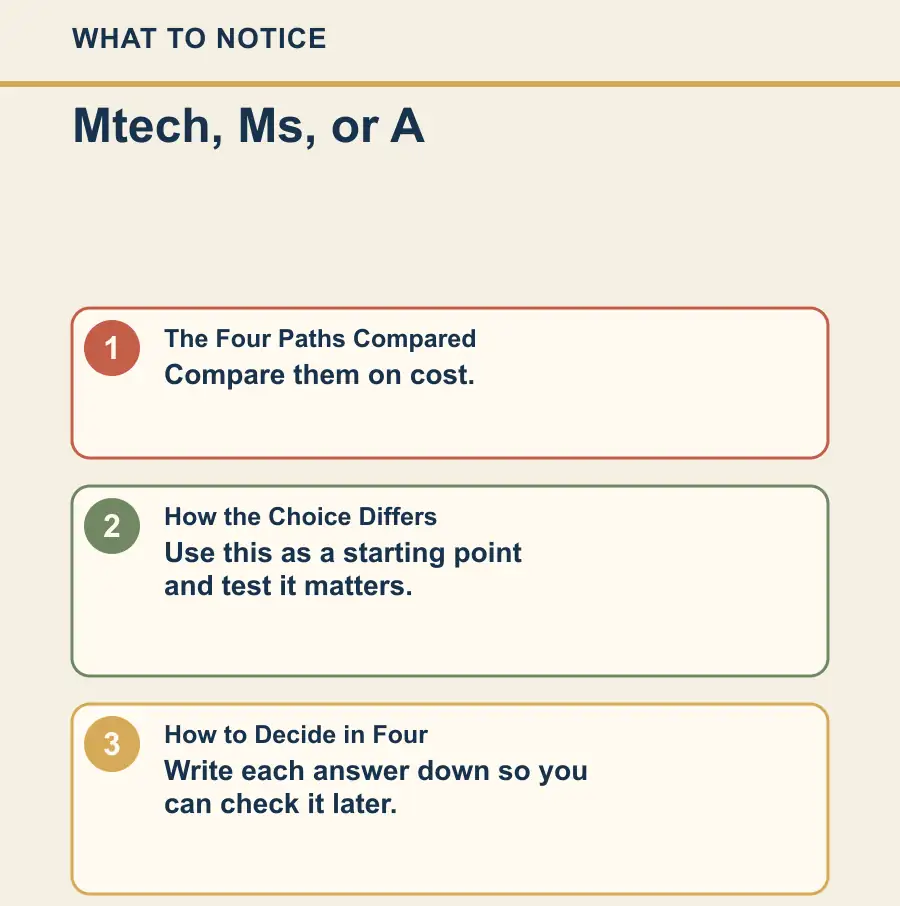 WHAT TO NOTICE
Mtech, Ms, or A
1
The Four Paths Compared
Compare them on cost.
2
How the Choice Differs
Use this as a starting point
and test it matters.
3
How to Decide in Four
Write each answer down so you
can check it later.